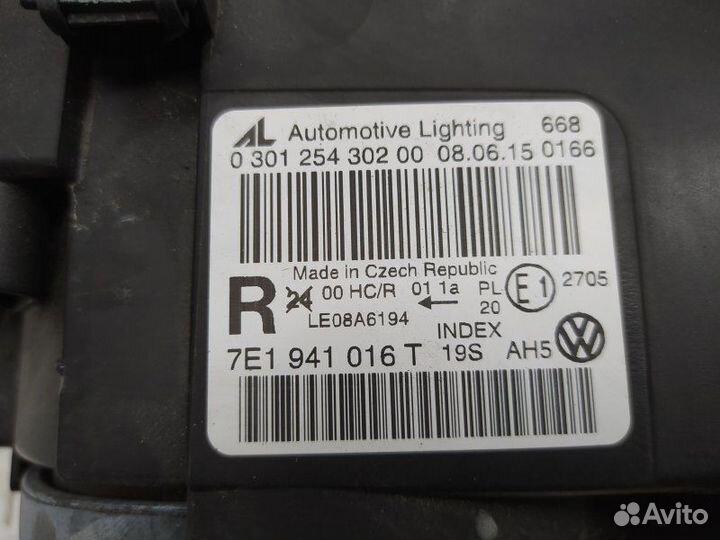 AL Automotive Lighting 668
0 301 254 302 00 08.06.15 0166
Made in Czech Republic
R 24 00 HC/R 01 1a PL 20 E1 2705
LE08A6194
INDEX
7E1 941 016 T 19S AH5
Avito